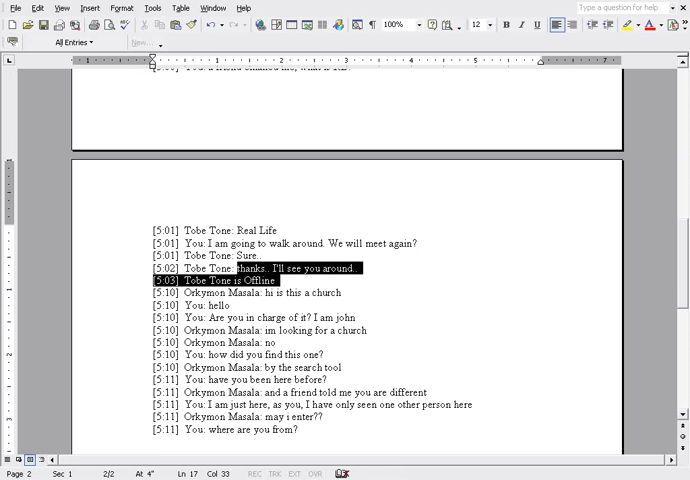 File Edit View Insert Format Tools Table Window Help Type a question for help
100% 12 B I U
All Entries New...
1 1 2 3 4 5 7
[5:01] Tobe Tone: Real Life
[5:01] You: I am going to walk around. We will meet again?
[5:01] Tobe Tone: Sure..
[5:02] Tobe Tone: thanks.. I'll see you around..
[5:03] Tobe Tone is Offline
[5:10] Orkymon Masala: hi is this a church
[5:10] You: hello
[5:10] You: Are you in charge of it? I am john
[5:10] Orkymon Masala: im looking for a church
[5:10] Orkymon Masala: no
[5:10] You: how did you find this one?
[5:10] Orkymon Masala: by the search tool
[5:11] You: have you been here before?
[5:11] Orkymon Masala: and a friend told me you are different
[5:11] You: I am just here, as you, I have only seen one other person here
[5:11] Orkymon Masala: may i enter??
[5:11] You: where are you from?
Page 2 Sec 1 2/2 At 4" Ln 17 Col 33 REC TRK EXT OVR